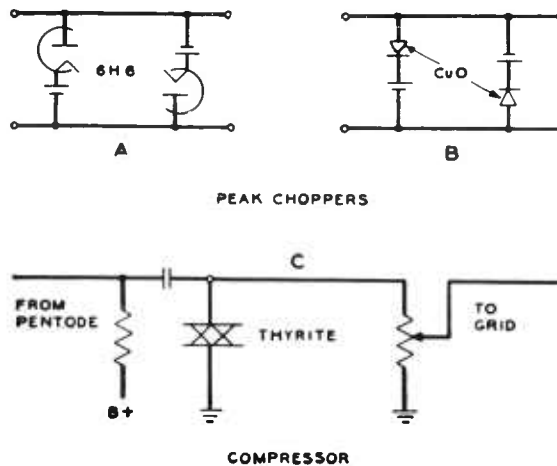 6H6
CuO
A
B
PEAK CHOPPERS
C
FROM
PENTODE
THYRITE
TO
GRID
B+
COMPRESSOR